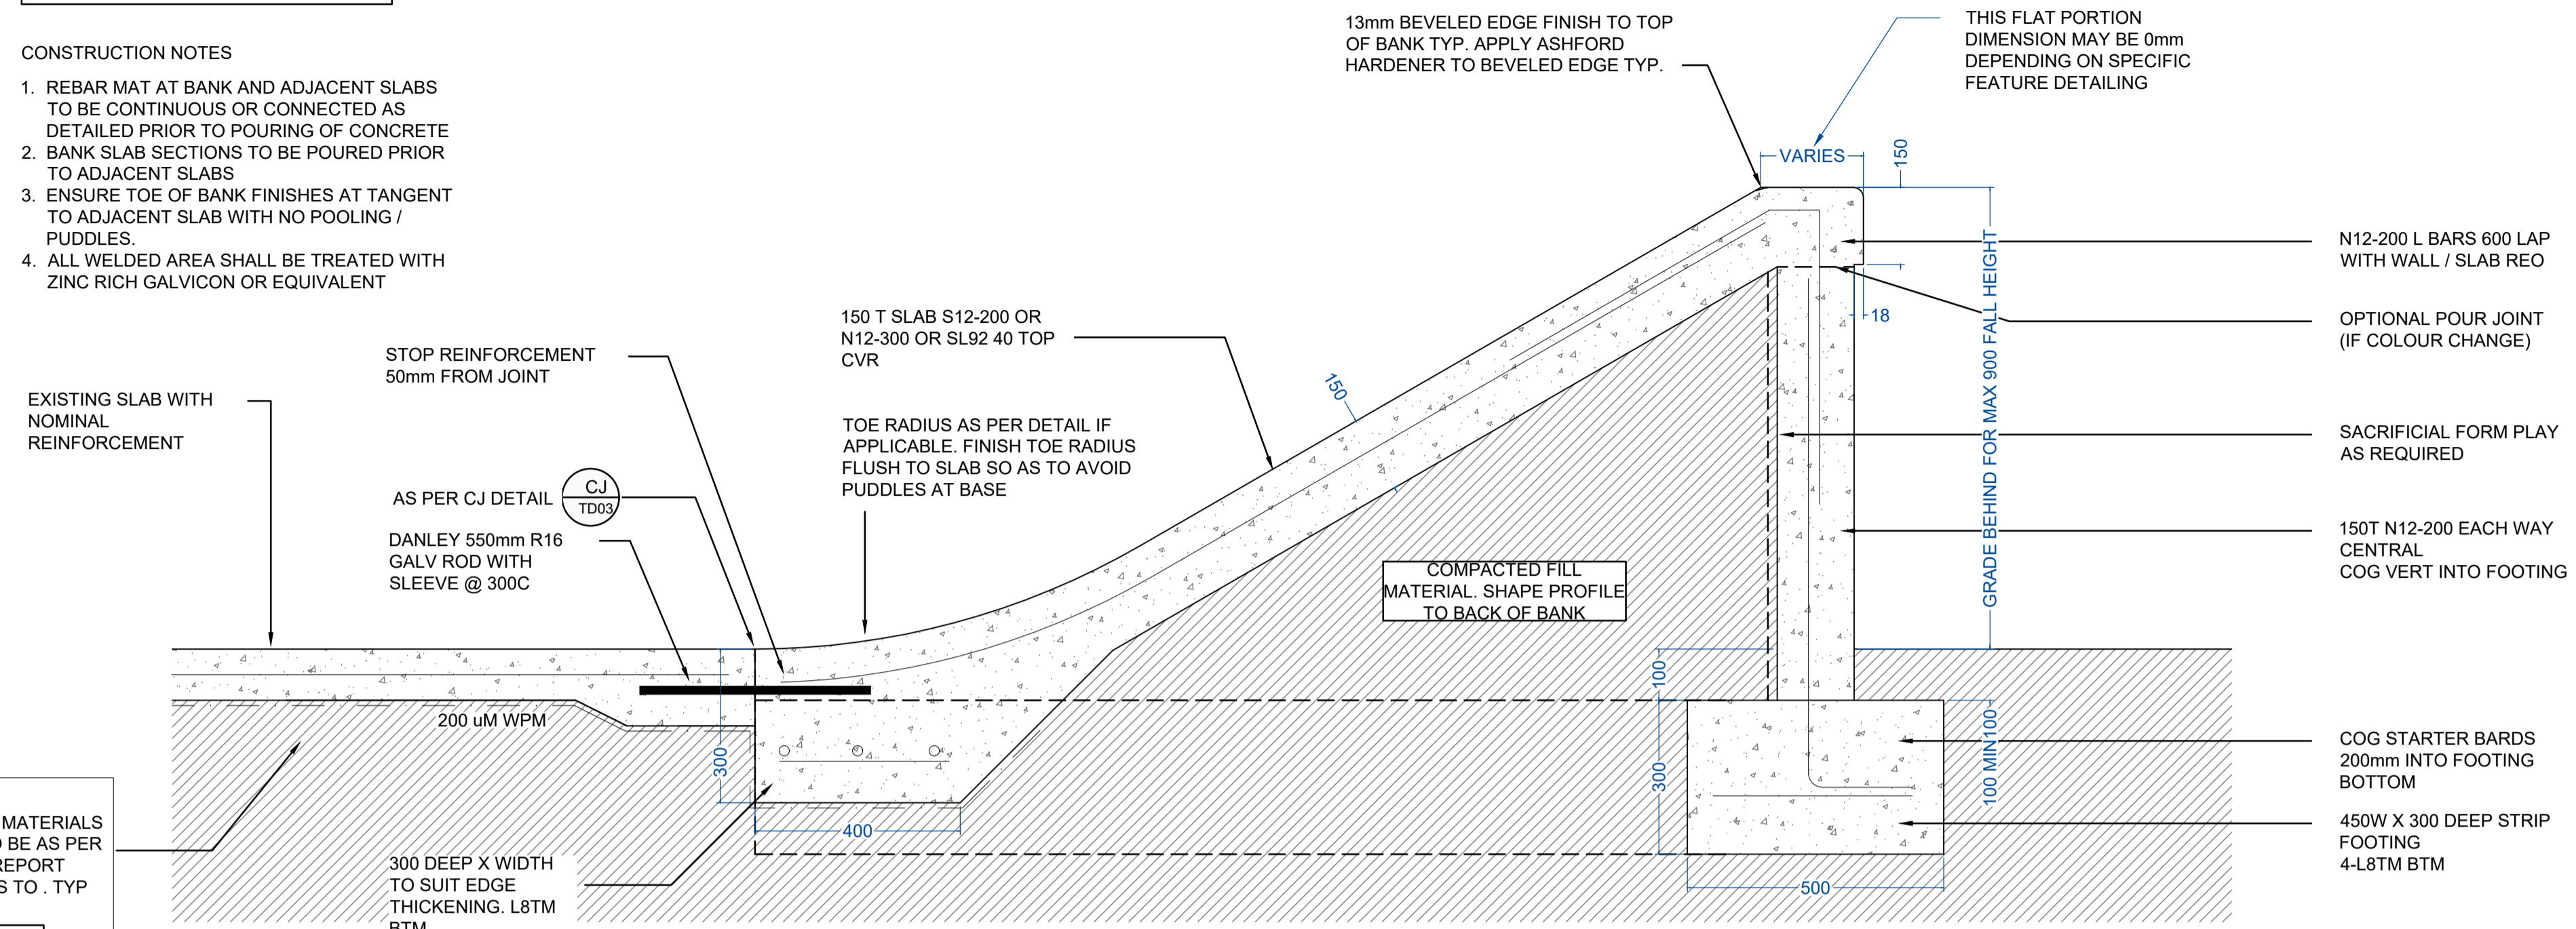 CONSTRUCTION NOTES
1. REBAR MAT AT BANK AND ADJACENT SLABS
TO BE CONTINUOUS OR CONNECTED AS
DETAILED PRIOR TO POURING OF CONCRETE
2. BANK SLAB SECTIONS TO BE POURED PRIOR
TO ADJACENT SLABS
3. ENSURE TOE OF BANK FINISHES AT TANGENT
TO ADJACENT SLAB WITH NO POOLING /
PUDDLES.
4. ALL WELDED AREA SHALL BE TREATED WITH
ZINC RICH GALVICON OR EQUIVALENT
13mm BEVELED EDGE FINISH TO TOP
OF BANK TYP. APPLY ASHFORD
HARDENER TO BEVELED EDGE TYP.
THIS FLAT PORTION
DIMENSION MAY BE 0mm
DEPENDING ON SPECIFIC
FEATURE DETAILING
VARIES
150
18
GRADE BEHIND FOR MAX 900 FALL HEIGHT
N12-200 L BARS 600 LAP
WITH WALL / SLAB REO
OPTIONAL POUR JOINT
(IF COLOUR CHANGE)
SACRIFICIAL FORM PLAY
AS REQUIRED
150T N12-200 EACH WAY
CENTRAL
COG VERT INTO FOOTING
COG STARTER BARDS
200mm INTO FOOTING
BOTTOM
450W X 300 DEEP STRIP
FOOTING
4-L8TM BTM
150 T SLAB S12-200 OR
N12-300 OR SL92 40 TOP
CVR
150
STOP REINFORCEMENT
50mm FROM JOINT
EXISTING SLAB WITH
NOMINAL
REINFORCEMENT
TOE RADIUS AS PER DETAIL IF
APPLICABLE. FINISH TOE RADIUS
FLUSH TO SLAB SO AS TO AVOID
PUDDLES AT BASE
AS PER CJ DETAIL
CJ
TD03
DANLEY 550mm R16
GALV ROD WITH
SLEEVE @ 300C
COMPACTED FILL
MATERIAL. SHAPE PROFILE
TO BACK OF BANK
200 uM WPM
300
400
100
300
100 MIN100
500
MATERIALS
BE AS PER
REPORT
TO . TYP
300 DEEP X WIDTH
TO SUIT EDGE
THICKENING. L8TM
BTM